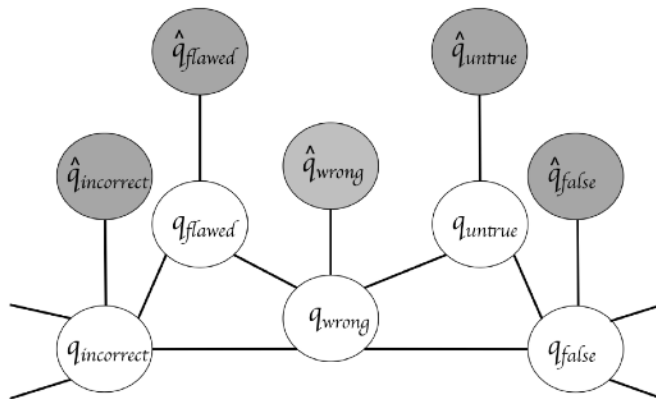 q̂flawed
q̂untrue
q̂incorrect
q̂wrong
q̂false
qflawed
quntrue
qwrong
qincorrect
qfalse